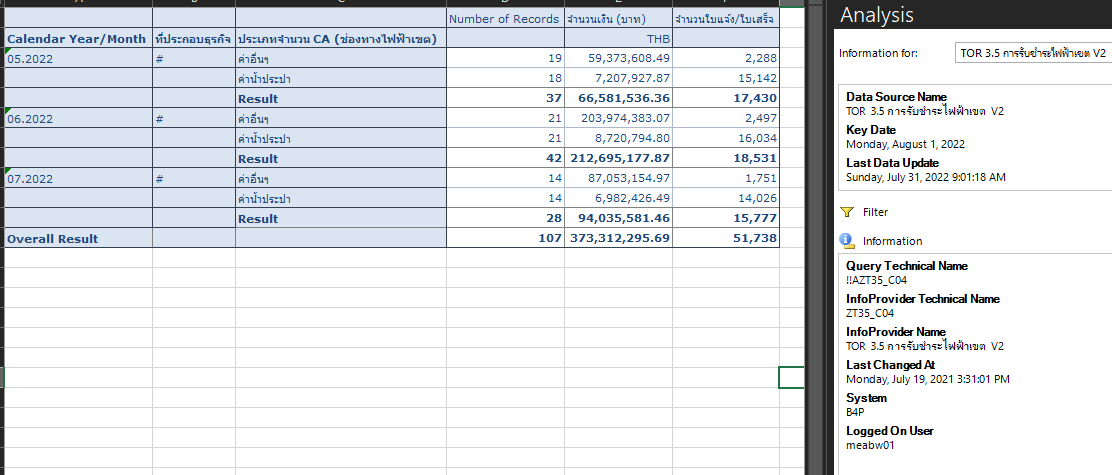 Number of Records จำนวนเงิน (บาท) จำนวนใบแจ้ง/ใบเสร็จ
Calendar Year/Month ที่ประกอบธุรกิจ ประเภทจำนวน CA (ช่องทางไฟฟ้าเขต) THB
05.2022 # ค่าอื่นๆ 19 59,373,608.49 2,288
ค่าน้ำประปา 18 7,207,927.87 15,142
Result 37 66,581,536.36 17,430
06.2022 # ค่าอื่นๆ 21 203,974,383.07 2,497
ค่าน้ำประปา 21 8,720,794.80 16,034
Result 42 212,695,177.87 18,531
07.2022 # ค่าอื่นๆ 14 87,053,154.97 1,751
ค่าน้ำประปา 14 6,982,426.49 14,026
Result 28 94,035,581.46 15,777
Overall Result 107 373,312,295.69 51,738
Analysis
Information for: TOR 3.5 การรับชำระไฟฟ้าเขต V2
Data Source Name
TOR 3.5 การรับชำระไฟฟ้าเขต V2
Key Date
Monday, August 1, 2022
Last Data Update
Sunday, July 31, 2022 9:01:18 AM
Filter
Information
Query Technical Name
!!AZT35_C04
InfoProvider Technical Name
ZT35_C04
InfoProvider Name
TOR 3.5 การรับชำระไฟฟ้าเขต V2
Last Changed At
Monday, July 19, 2021 3:31:01 PM
System
B4P
Logged On User
meabw01